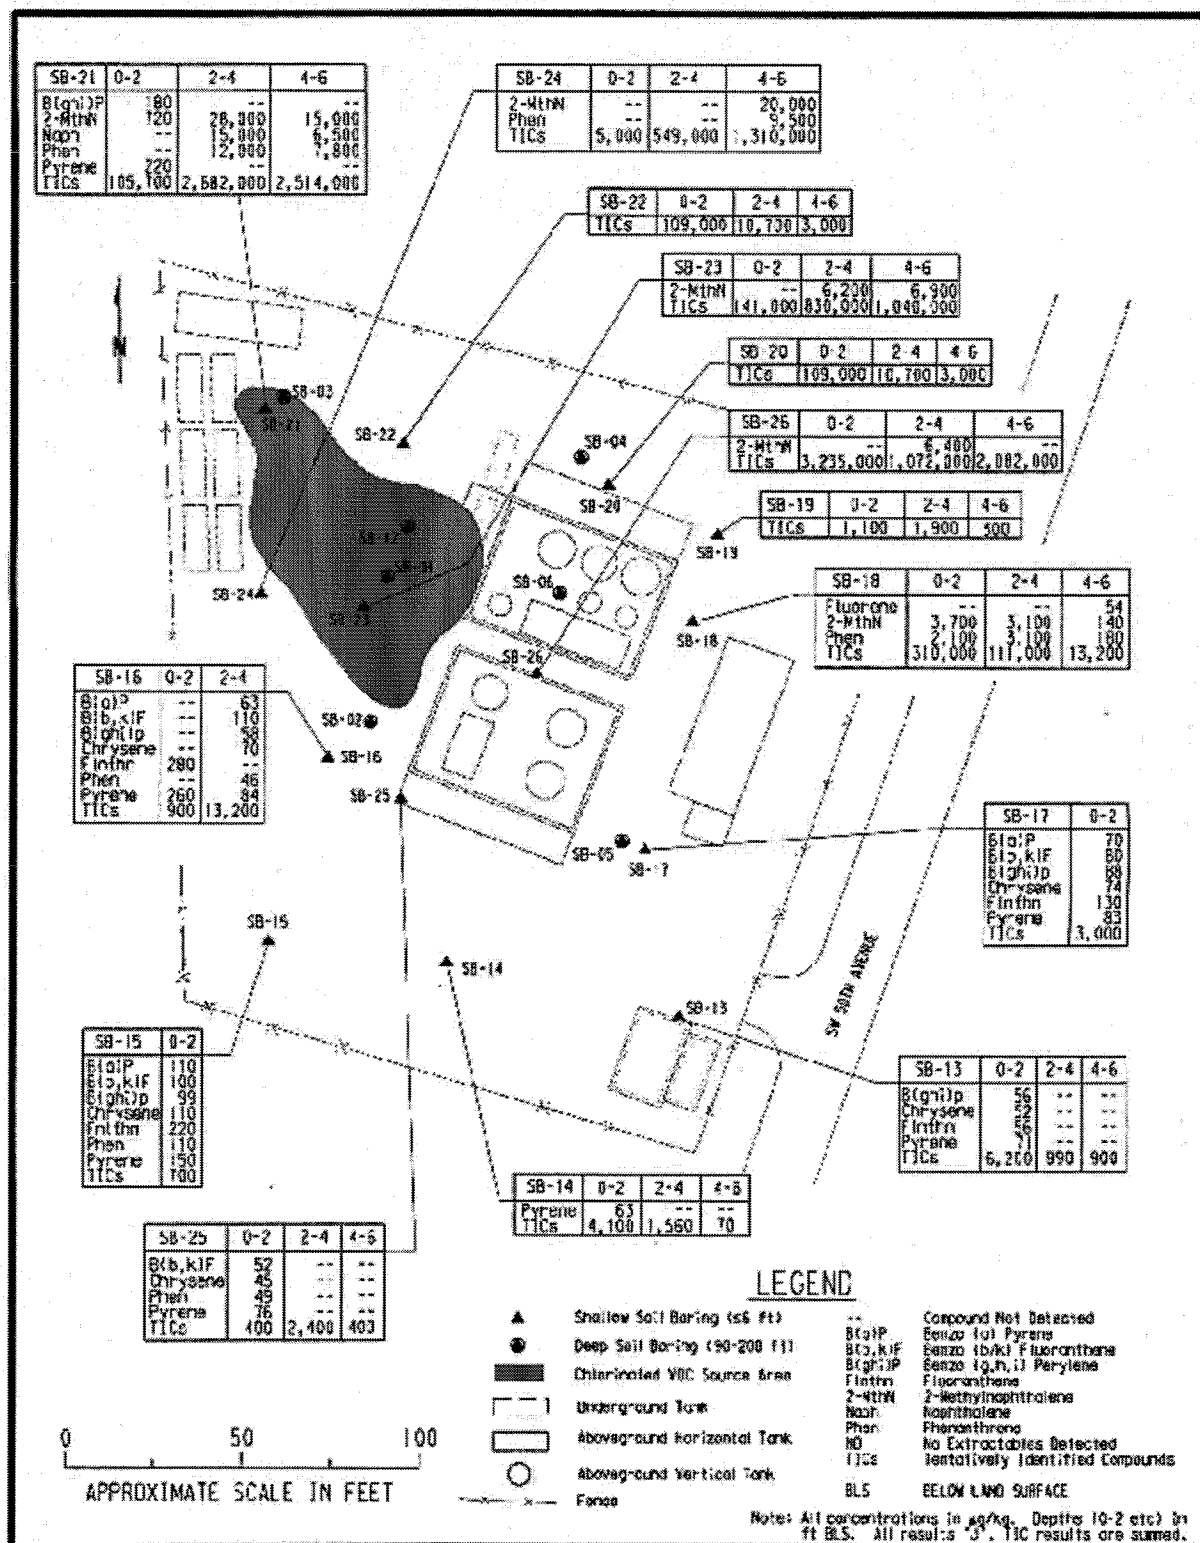 SB-21 0-2 2-4 4-6
B(ghi)P 180 -- --
2-MthN 120 28,000 15,000
Naph -- 15,000 6,500
Phen -- 12,000 7,800
Pyrene 220 -- --
TICs 105,100 2,682,000 2,514,000
SB-24 0-2 2-4 4-6
2-MthN -- -- 20,000
Phen -- -- 9,500
TICs 5,000 549,000 1,310,000
SB-22 0-2 2-4 4-6
TICs 109,000 10,700 3,000
SB-23 0-2 2-4 4-6
2-MthN -- 6,200 6,900
TICs 141,000 830,000 1,040,000
SB-20 0-2 2-4 4-6
TICs 109,000 10,700 3,000
SB-26 0-2 2-4 4-6
2-MthN -- 6,400 --
TICs 3,235,000 1,072,000 2,082,000
SB-19 0-2 2-4 4-6
TICs 1,100 1,900 500
SB-18 0-2 2-4 4-6
Fluorene -- -- 54
2-MthN 3,700 3,100 140
Phen 2,100 3,100 180
TICs 310,000 111,000 13,200
N
SB-03
SB-21
SB-22
SB-04
SB-20
SB-19
SB-12
SB-24
SB-23
SB-06
SB-18
SB-26
SB-02
SB-16
SB-25
SB-05
SB-17
SB-15
SB-14
SB-13
SW 50TH AVENUE
SB-16 0-2 2-4
B(a)P -- 63
B(b,k)F -- 110
B(ghi)p -- 58
Chrysene -- 70
Flnthn 280 --
Phen -- 46
Pyrene 260 84
TICs 900 13,200
SB-17 0-2
B(a)P 70
B(b,k)F 80
B(ghi)p 88
Chrysene 74
Flnthn 130
Pyrene 83
TICs 3,000
SB-15 0-2
B(a)P 110
B(b,k)F 100
B(ghi)p 99
Chrysene 110
Fnlthn 220
Phen 110
Pyrene 150
TICs 700
SB-13 0-2 2-4 4-6
B(ghi)p 56 -- --
Chrysene 52 -- --
Flnthn 56 -- --
Pyrene 71 -- --
TICs 6,200 990 900
SB-14 0-2 2-4 4-6
Pyrene 63 -- --
TICs 4,100 1,560 70
SB-25 0-2 2-4 4-6
B(b,k)F 52 -- --
Chrysene 45 -- --
Phen 49 -- --
Pyrene 76 -- --
TICs 400 2,400 403
LEGEND
Shallow Soil Boring (≤6 ft)
Deep Soil Boring (90-200 ft)
Chlorinated VOC Source Area
Underground Tank
Aboveground Horizontal Tank
Aboveground Vertical Tank
Fence
-- Compound Not Detected
B(a)P Benzo (a) Pyrene
B(b,k)F Benzo (b/k) Fluoranthene
B(ghi)P Benzo (g,h,i) Perylene
Flnthn Fluoranthene
2-MthN 2-Methylnaphthalene
Naph Naphthalene
Phen Phenanthrene
ND No Extractables Detected
TICs Tentatively Identified Compounds
BLS BELOW LAND SURFACE
0 50 100
APPROXIMATE SCALE IN FEET
Note: All concentrations in ug/kg. Depths (0-2 etc) in
ft BLS. All results "J". TIC results are summed.